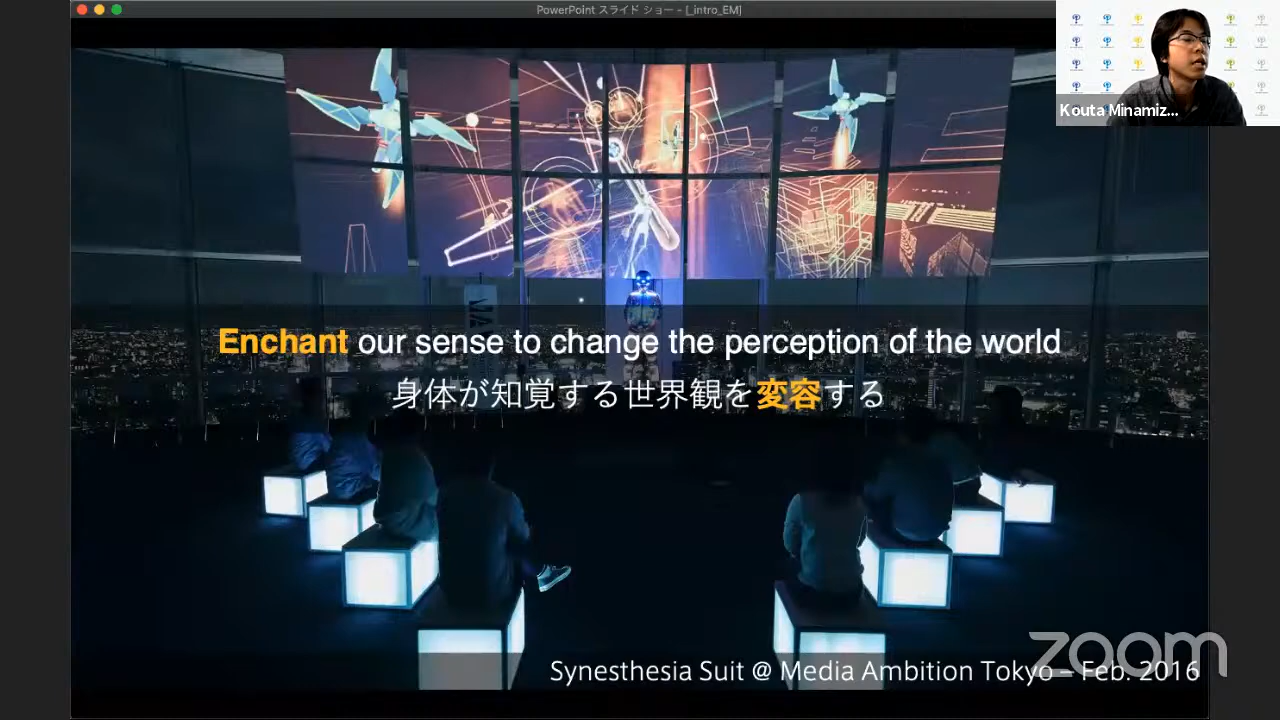 PowerPoint スライド ショー - [_intro_EM]
Kouta Minamiz...
Enchant our sense to change the perception of the world
身体が知覚する世界観を変容する
Synesthesia Suit @ Media Ambition Tokyo – Feb. 2016
zoom